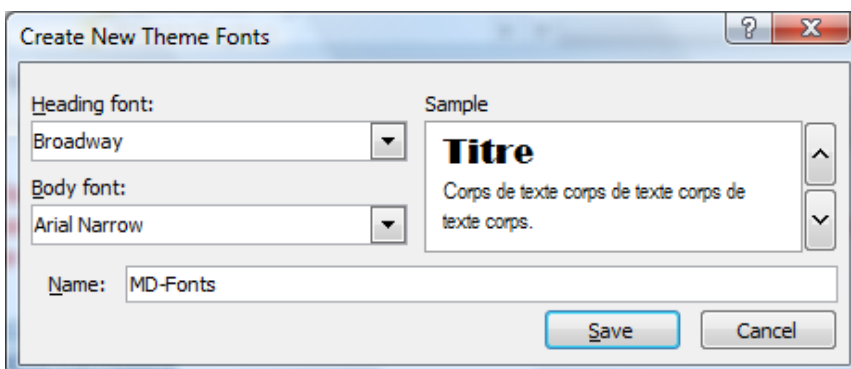 Create New Theme Fonts
Heading font:
Broadway
Body font:
Arial Narrow
Sample
Titre
Corps de texte corps de texte corps de
texte corps.
Name: MD-Fonts
Save Cancel